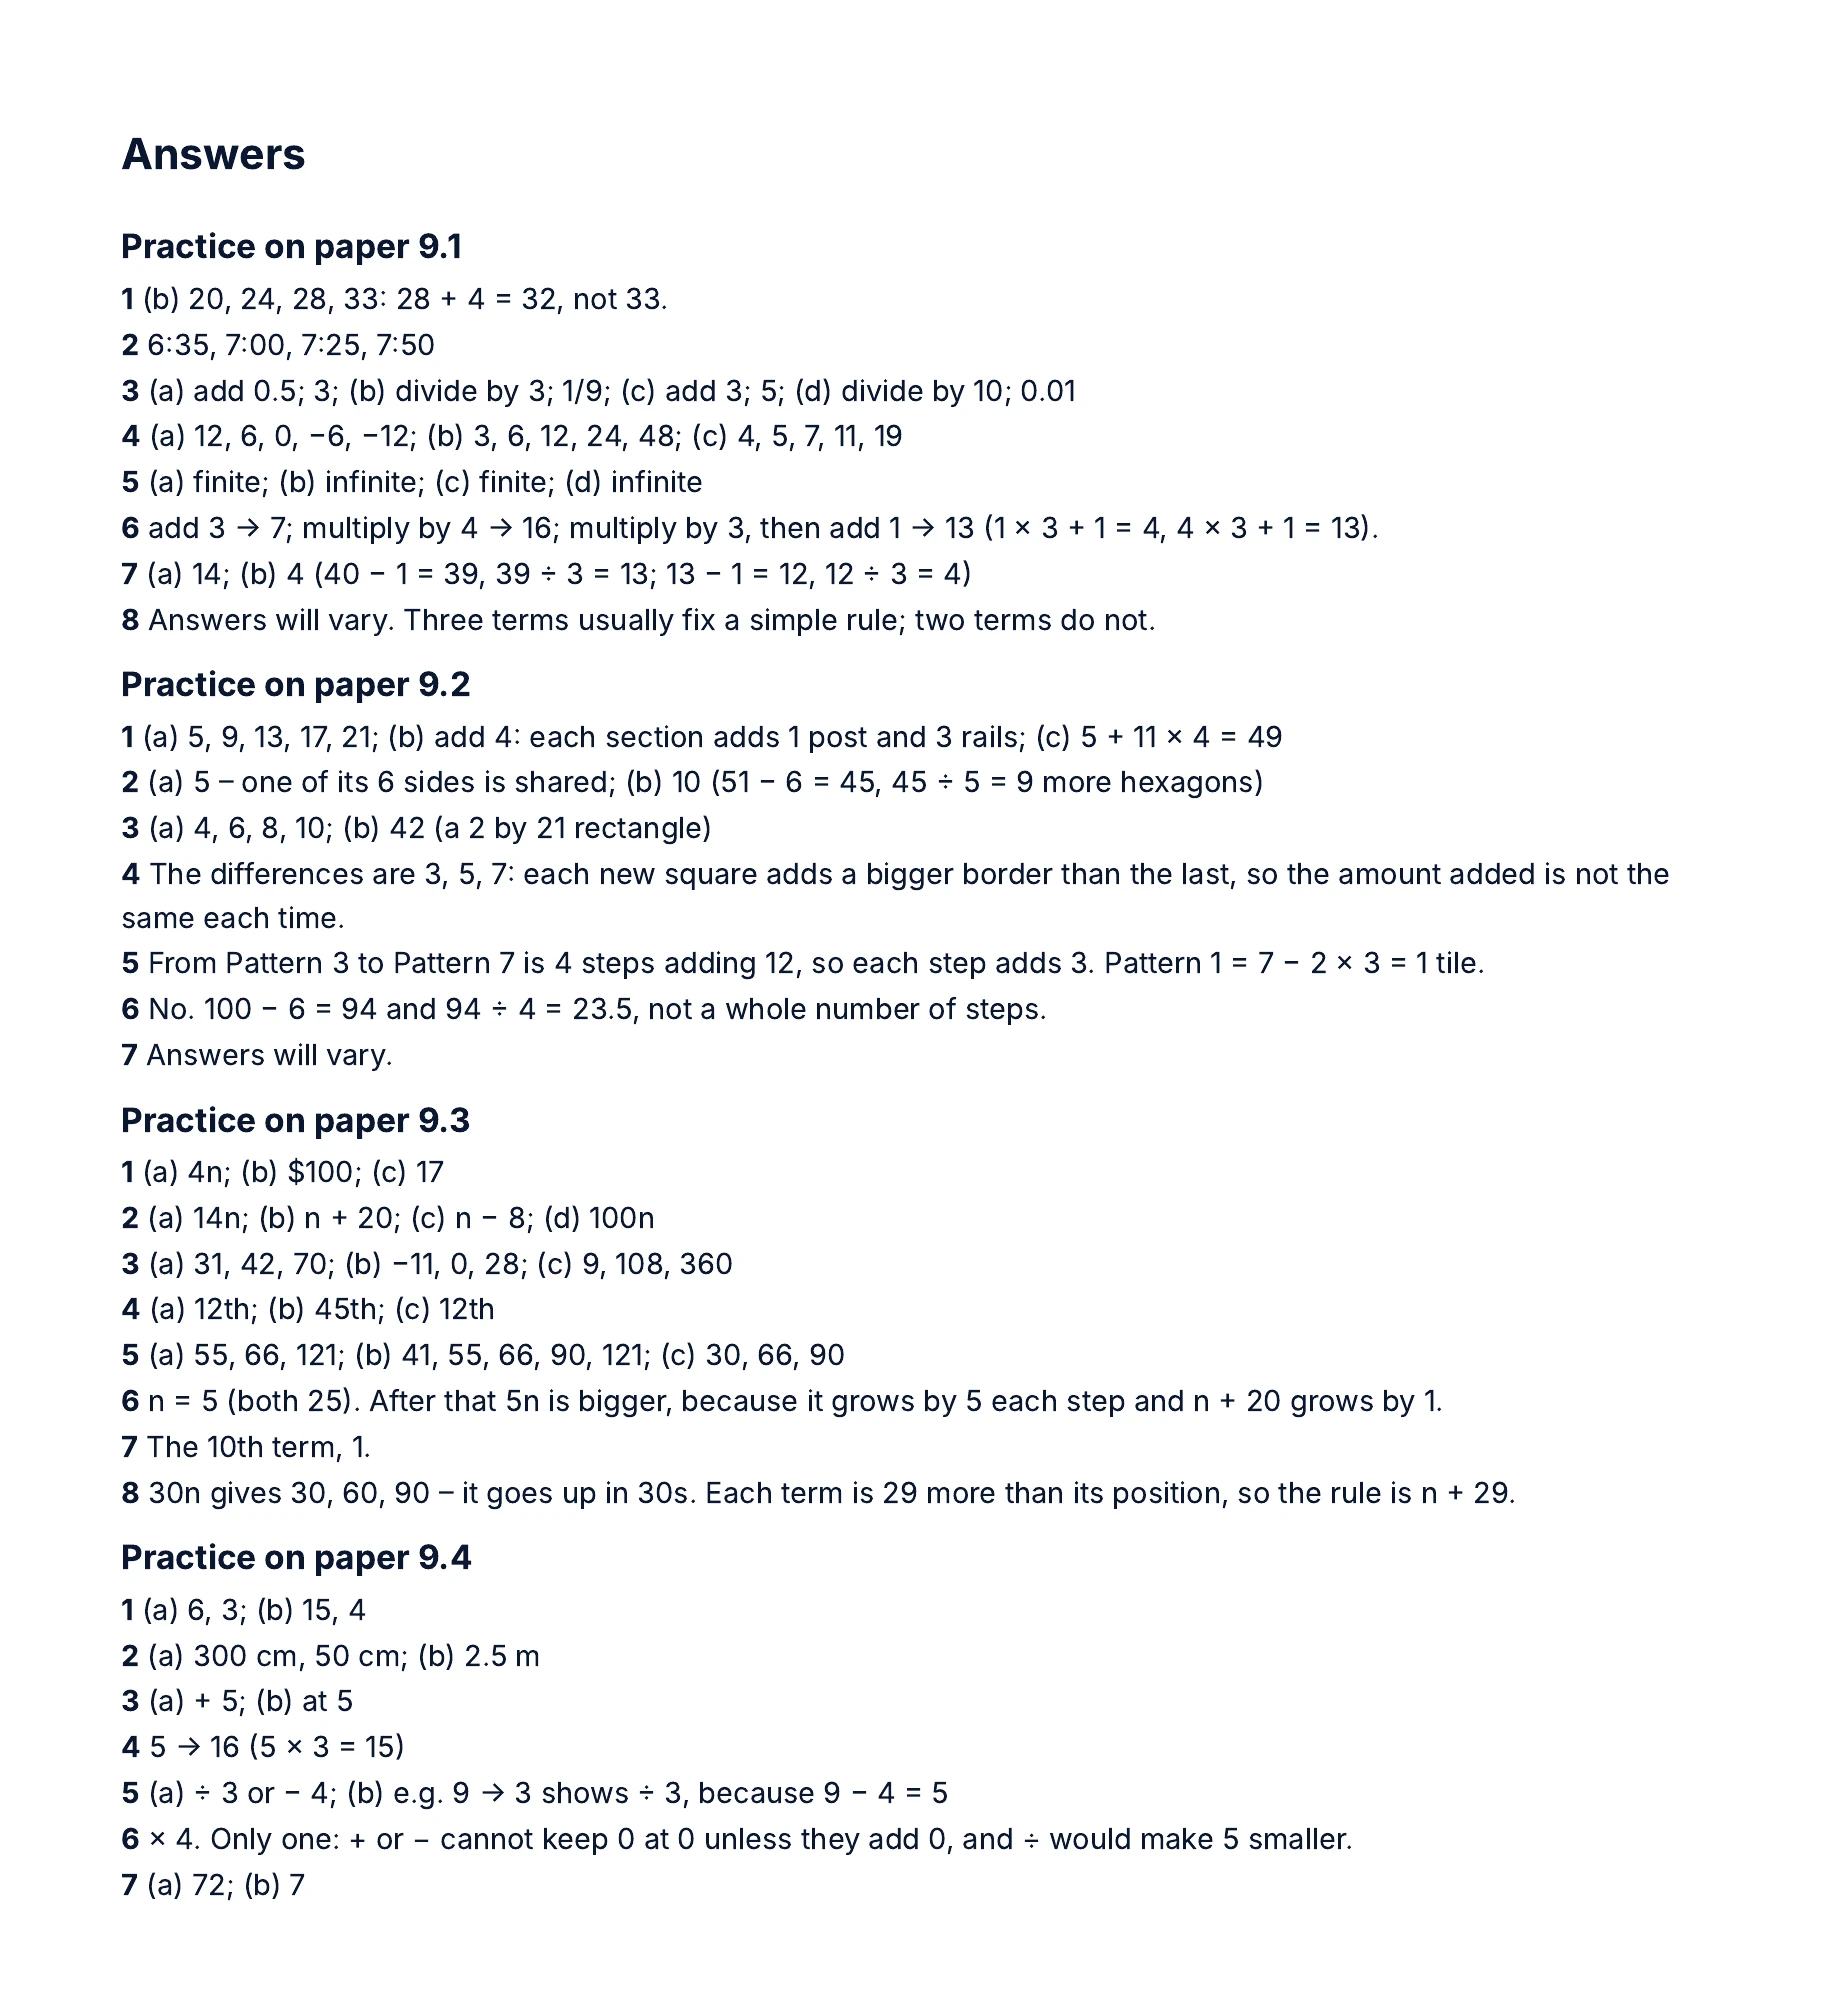 Answers
Practice on paper 9.1
1 (b) 20, 24, 28, 33: 28 + 4 = 32, not 33.
2 6:35, 7:00, 7:25, 7:50
3 (a) add 0.5; 3; (b) divide by 3; 1/9; (c) add 3; 5; (d) divide by 10; 0.01
4 (a) 12, 6, 0, −6, −12; (b) 3, 6, 12, 24, 48; (c) 4, 5, 7, 11, 19
5 (a) finite; (b) infinite; (c) finite; (d) infinite
6 add 3 → 7; multiply by 4 → 16; multiply by 3, then add 1 → 13 (1 × 3 + 1 = 4, 4 × 3 + 1 = 13).
7 (a) 14; (b) 4 (40 − 1 = 39, 39 ÷ 3 = 13; 13 − 1 = 12, 12 ÷ 3 = 4)
8 Answers will vary. Three terms usually fix a simple rule; two terms do not.
Practice on paper 9.2
1 (a) 5, 9, 13, 17, 21; (b) add 4: each section adds 1 post and 3 rails; (c) 5 + 11 × 4 = 49
2 (a) 5 – one of its 6 sides is shared; (b) 10 (51 − 6 = 45, 45 ÷ 5 = 9 more hexagons)
3 (a) 4, 6, 8, 10; (b) 42 (a 2 by 21 rectangle)
4 The differences are 3, 5, 7: each new square adds a bigger border than the last, so the amount added is not the
same each time.
5 From Pattern 3 to Pattern 7 is 4 steps adding 12, so each step adds 3. Pattern 1 = 7 − 2 × 3 = 1 tile.
6 No. 100 − 6 = 94 and 94 ÷ 4 = 23.5, not a whole number of steps.
7 Answers will vary.
Practice on paper 9.3
1 (a) 4n; (b) $100; (c) 17
2 (a) 14n; (b) n + 20; (c) n − 8; (d) 100n
3 (a) 31, 42, 70; (b) −11, 0, 28; (c) 9, 108, 360
4 (a) 12th; (b) 45th; (c) 12th
5 (a) 55, 66, 121; (b) 41, 55, 66, 90, 121; (c) 30, 66, 90
6 n = 5 (both 25). After that 5n is bigger, because it grows by 5 each step and n + 20 grows by 1.
7 The 10th term, 1.
8 30n gives 30, 60, 90 – it goes up in 30s. Each term is 29 more than its position, so the rule is n + 29.
Practice on paper 9.4
1 (a) 6, 3; (b) 15, 4
2 (a) 300 cm, 50 cm; (b) 2.5 m
3 (a) + 5; (b) at 5
4 5 → 16 (5 × 3 = 15)
5 (a) ÷ 3 or − 4; (b) e.g. 9 → 3 shows ÷ 3, because 9 − 4 = 5
6 × 4. Only one: + or − cannot keep 0 at 0 unless they add 0, and ÷ would make 5 smaller.
7 (a) 72; (b) 7